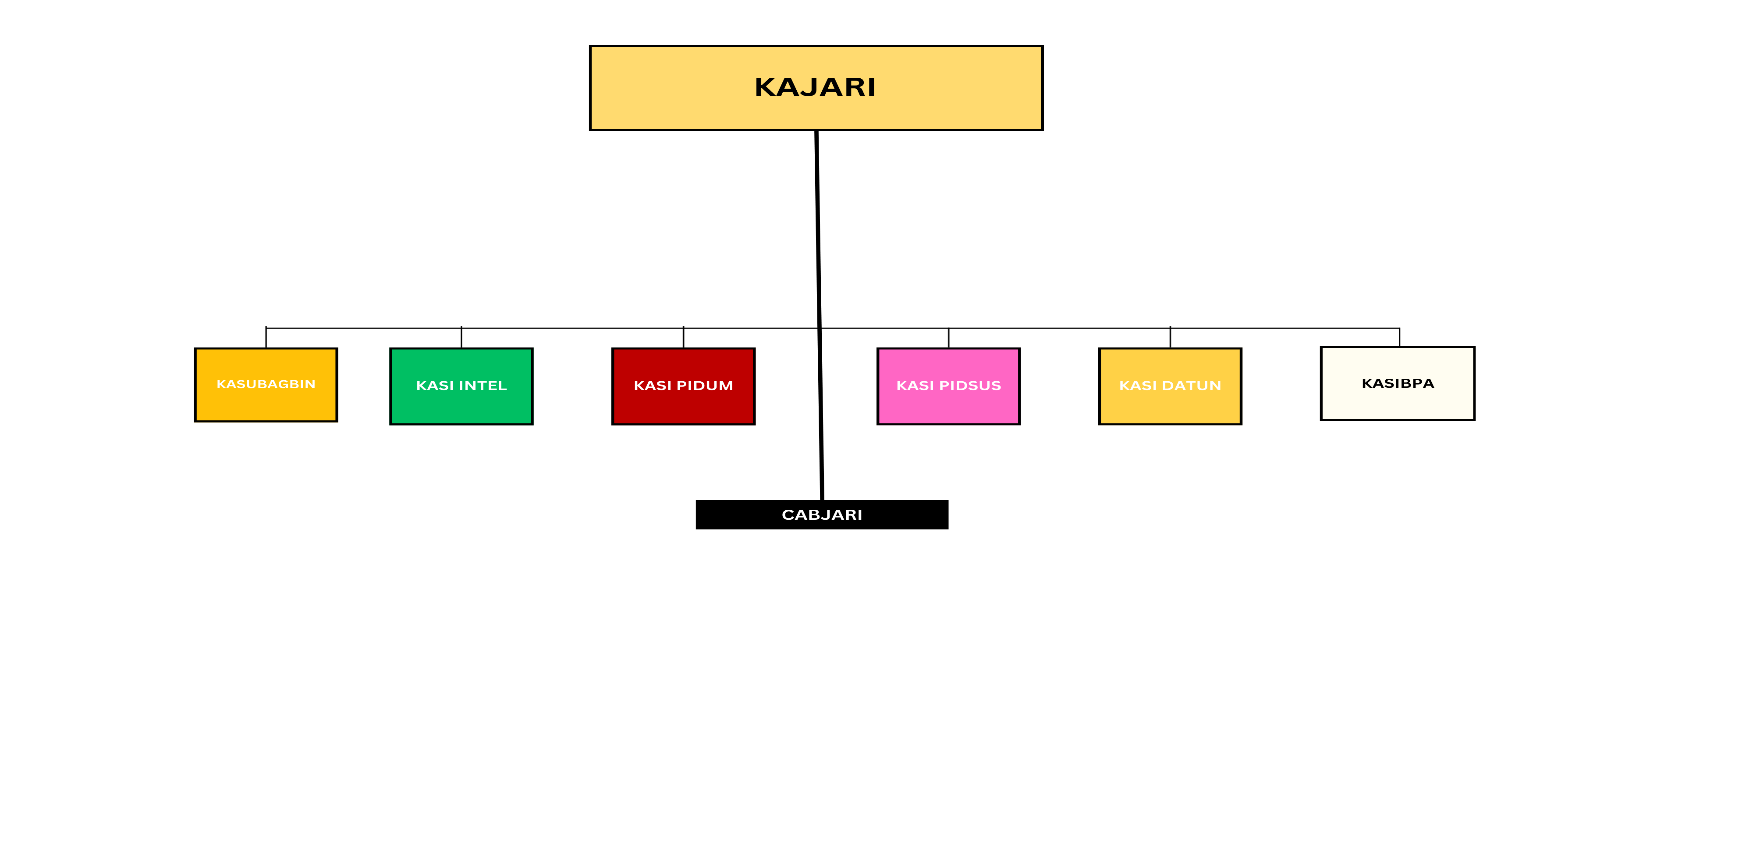 KAJARI
KASUBAGBIN
KASI INTEL
KASI PIDUM
KASI PIDSUS
KASI DATUN
KASIBPA
CABJARI